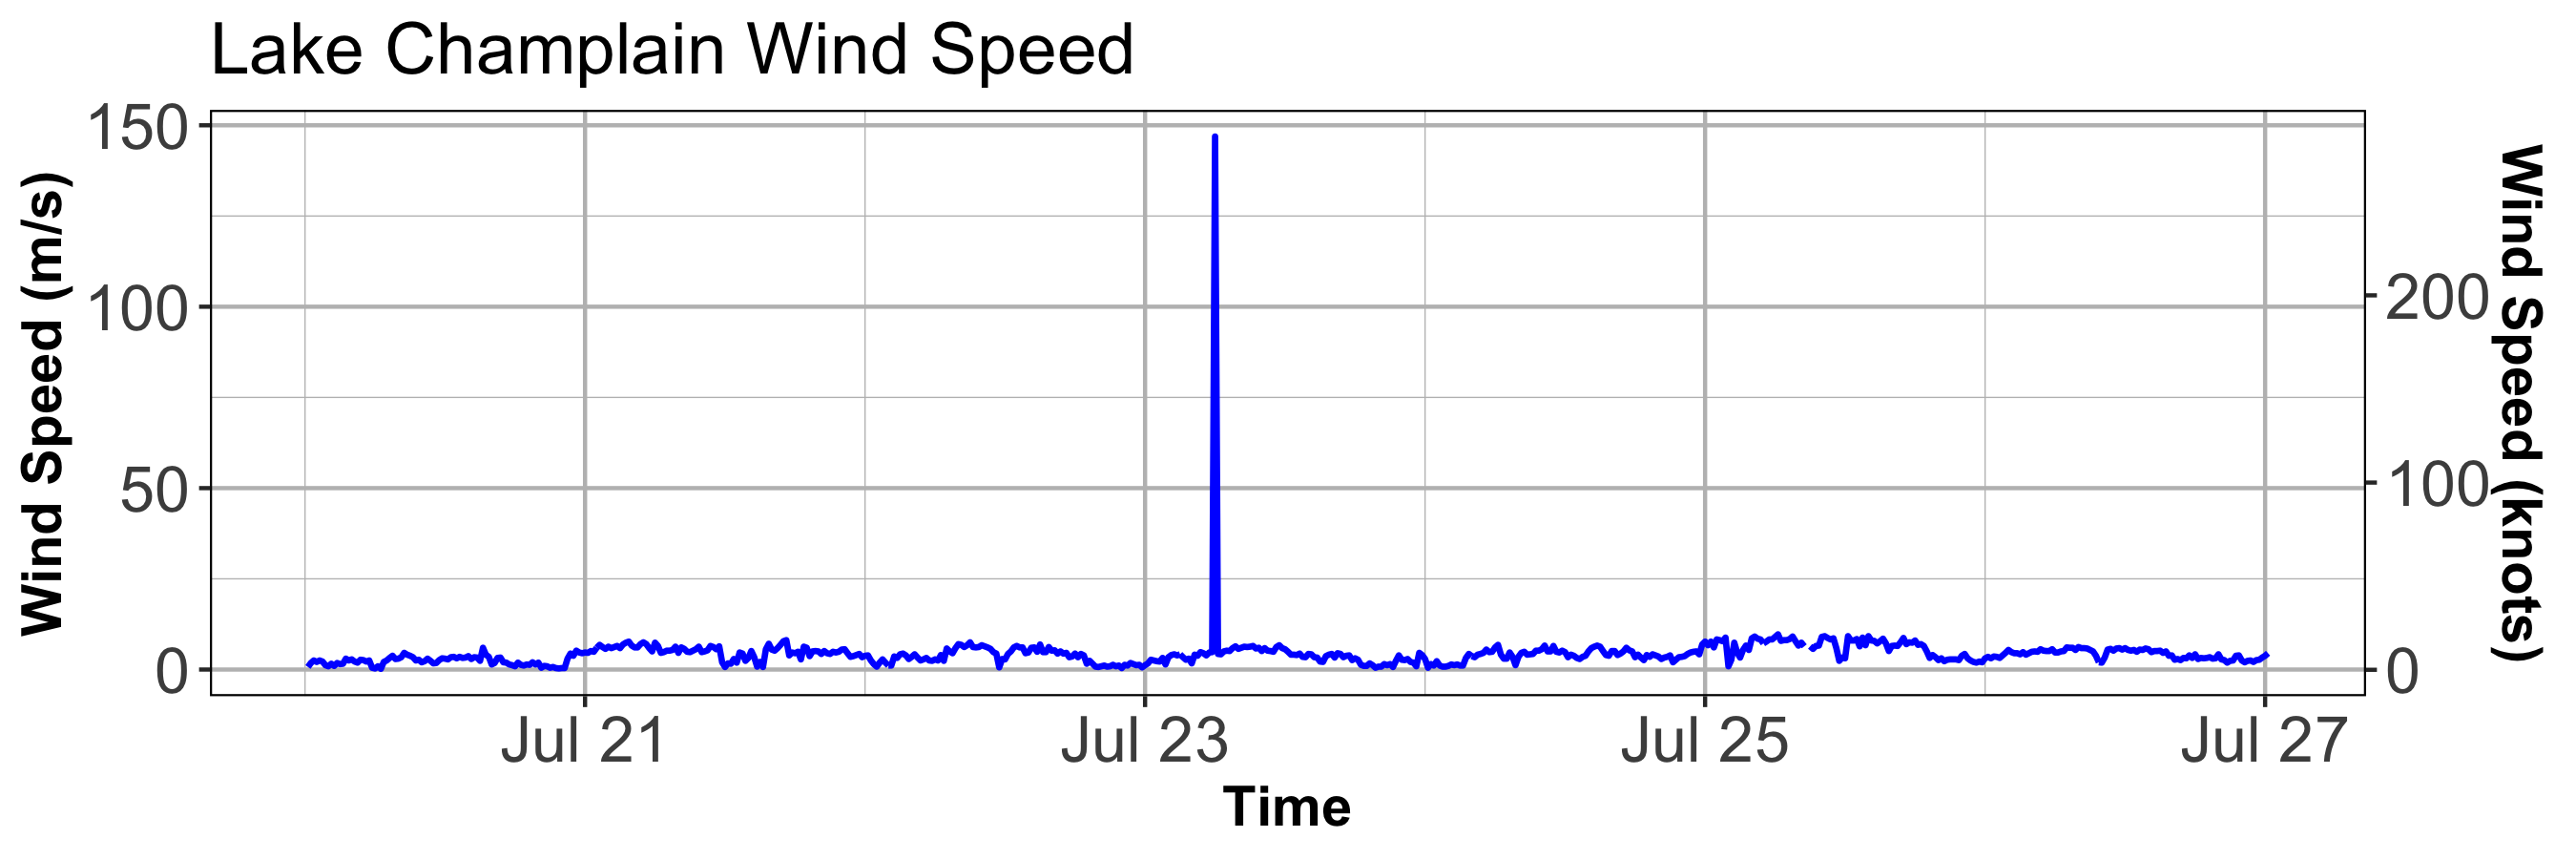 Lake Champlain Wind Speed
Wind Speed (m/s)
150
100
50
0
200
100
0
Wind Speed (knots)
Jul 21
Jul 23
Jul 25
Jul 27
Time